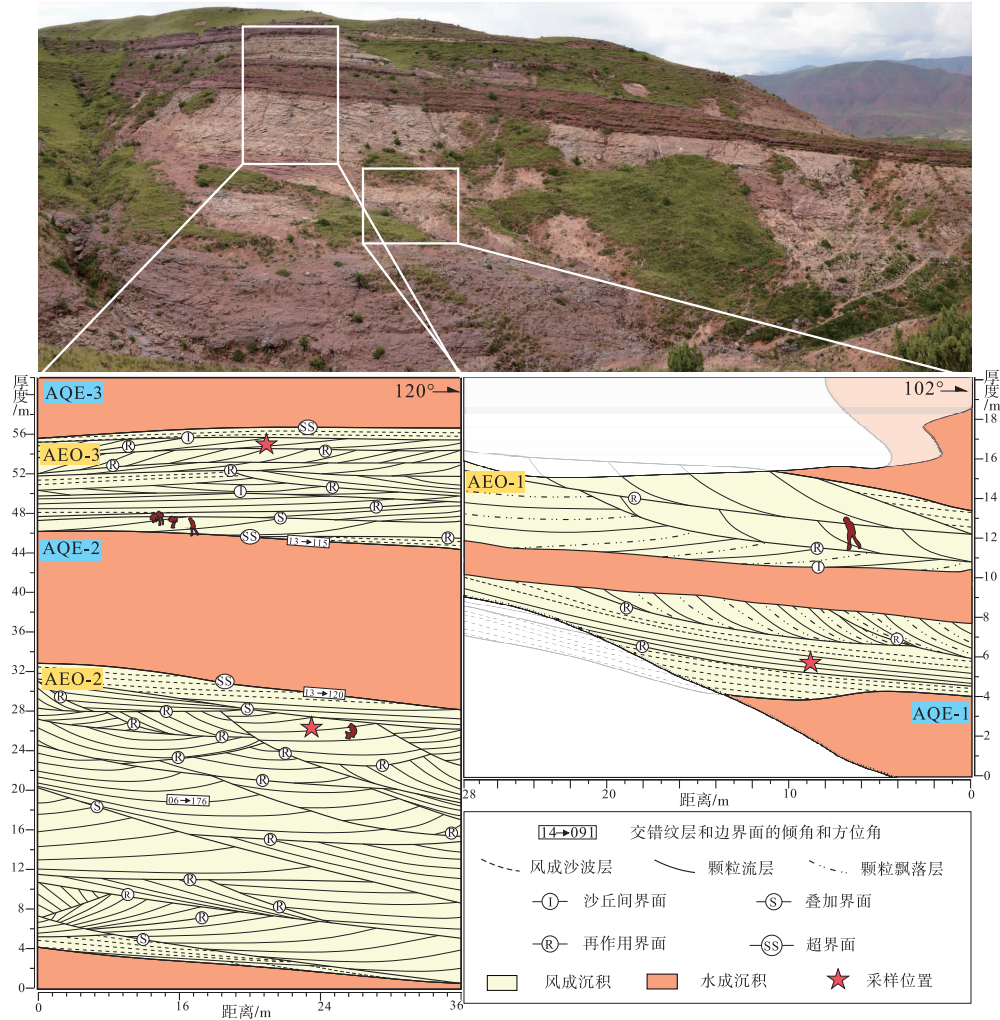 厚度/m
AQE-3
120°
56
SS
I
R
R
AEO-3
R
R
52
R
I
R
48
S
R
SS
13→115
R
44
AQE-2
40
36
32
AEO-2
SS
13→120
R
S
28
R
R
R
24
R
R
R
20
R
06→176
S
16
R
R
12
R
R
R
R
8
4
S
0
0
16
24
36
距离/m
102°
厚度/m
18
16
AEO-1
R
14
12
R
I
10
8
R
R
R
6
4
AQE-1
2
0
28
20
10
0
距离/m
14→091 交错纹层和边界面的倾角和方位角
风成沙波层 颗粒流层 颗粒飘落层
I 沙丘间界面 S 叠加界面
R 再作用界面 SS 超界面
风成沉积 水成沉积 采样位置